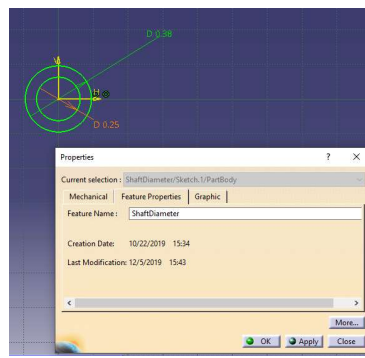 D 0.38
H
D 0.25
Properties ? X
Current selection : ShaftDiameter/Sketch.1/PartBody
Mechanical Feature Properties Graphic
Feature Name : ShaftDiameter
Creation Date: 10/22/2019 15:34
Last Modification: 12/5/2019 15:43
More...
OK Apply Close